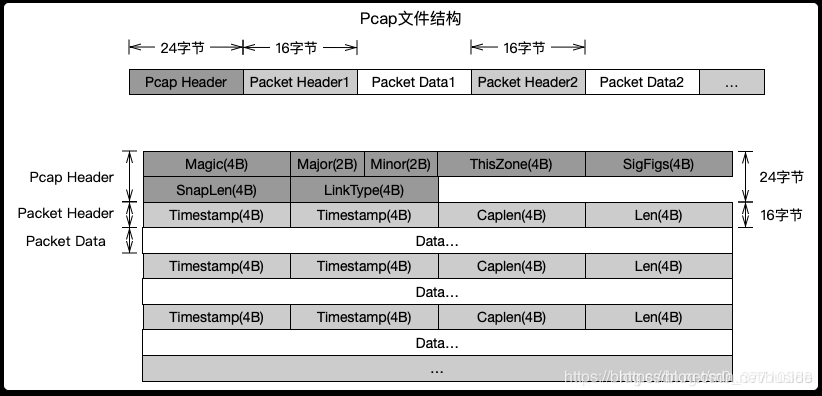 Pcap文件结构
24字节 16字节 16字节
Pcap Header Packet Header1 Packet Data1 Packet Header2 Packet Data2 ...
Magic(4B) Major(2B) Minor(2B) ThisZone(4B) SigFigs(4B)
Pcap Header 24字节
SnapLen(4B) LinkType(4B)
Packet Header Timestamp(4B) Timestamp(4B) Caplen(4B) Len(4B) 16字节
Packet Data Data...
Timestamp(4B) Timestamp(4B) Caplen(4B) Len(4B)
Data...
Timestamp(4B) Timestamp(4B) Caplen(4B) Len(4B)
Data...
...